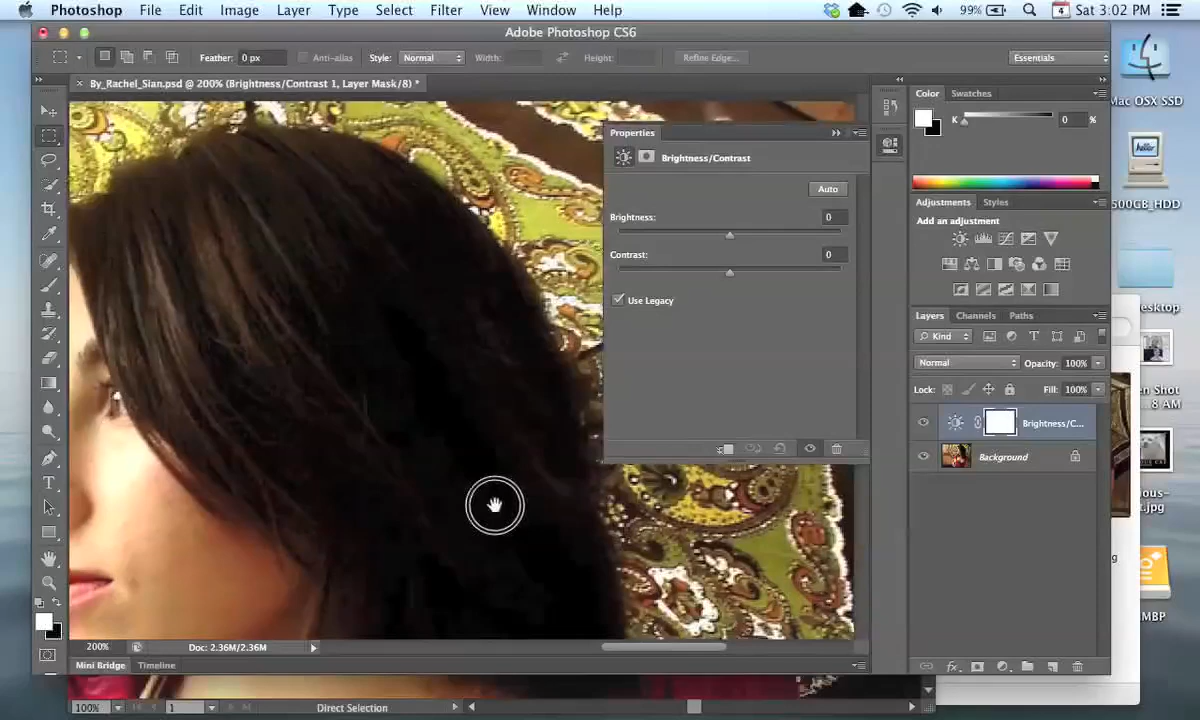 Photoshop File Edit Image Layer Type Select Filter View Window Help 99% 4 Sat 3:02 PM
Adobe Photoshop CS6
Feather: 0 px Anti-alias Style: Normal Width: Height: Refine Edge... Essentials
By_Rachel_Sian.psd @ 200% (Brightness/Contrast 1, Layer Mask/8) *
Color Swatches
K 0 %
Mac OSX SSD
Properties
Brightness/Contrast
Auto
Brightness: 0
Contrast: 0
Use Legacy
hello
500GB_HDD
Adjustments Styles
Add an adjustment
esktop
Layers Channels Paths
Kind
Normal Opacity: 100%
Lock: Fill: 100%
en Shot
8 AM
Brightness/C...
Background
ious-
t.jpg
g
MBP
200% Doc: 2.36M/2.36M
Mini Bridge Timeline
100% 1 Direct Selection